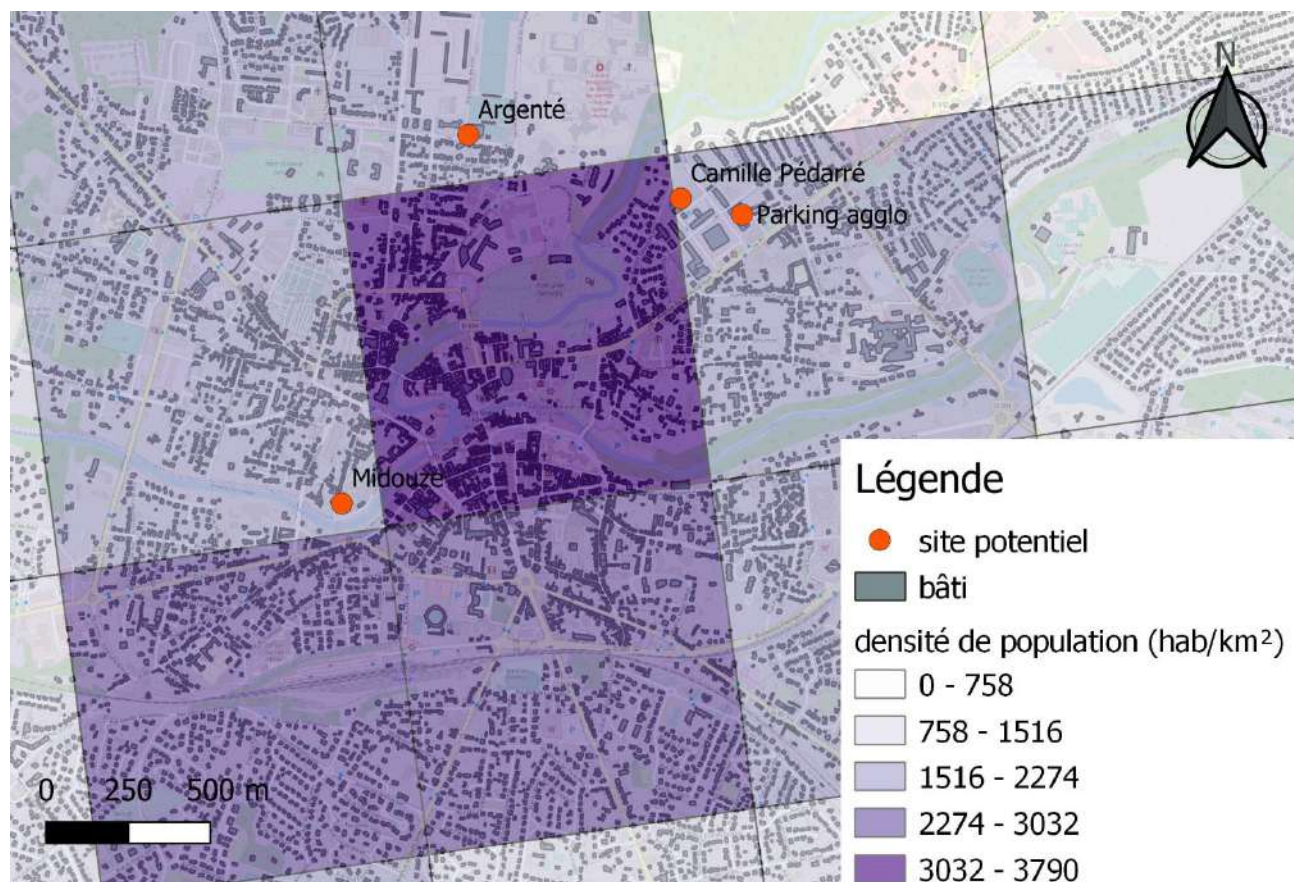 N
Argenté
Camille Pédarré
Parking agglo
Midouze
0 250 500 m
Légende
site potentiel
bâti
densité de population (hab/km²)
0 - 758
758 - 1516
1516 - 2274
2274 - 3032
3032 - 3790